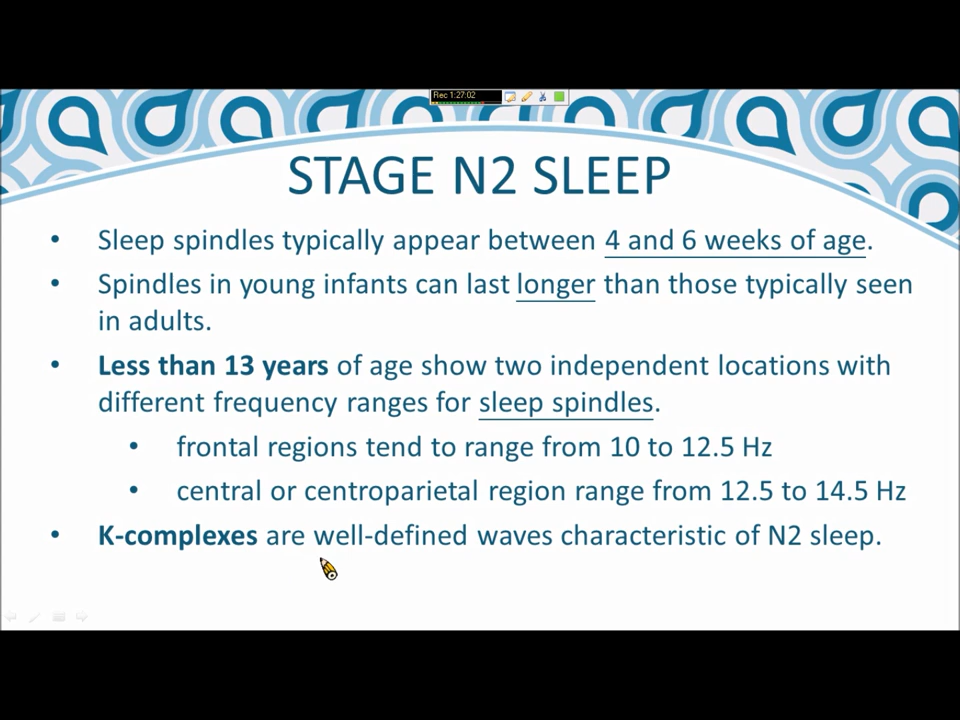 Rec 1:27:02
STAGE N2 SLEEP
• Sleep spindles typically appear between 4 and 6 weeks of age.
• Spindles in young infants can last longer than those typically seen
in adults.
• Less than 13 years of age show two independent locations with
different frequency ranges for sleep spindles.
• frontal regions tend to range from 10 to 12.5 Hz
• central or centroparietal region range from 12.5 to 14.5 Hz
• K-complexes are well-defined waves characteristic of N2 sleep.